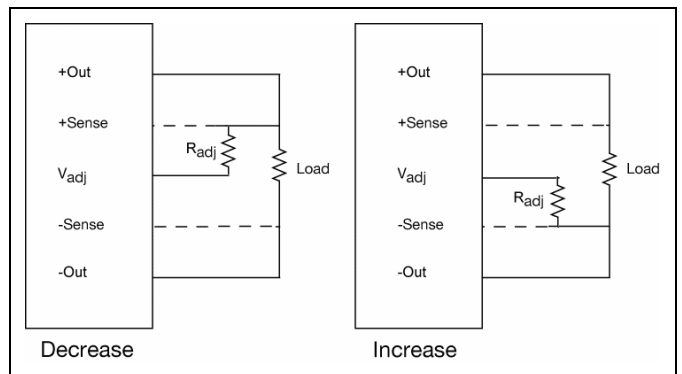 +Out
+Sense
Radj
Vadj
Load
-Sense
-Out
Decrease
+Out
+Sense
Vadj
Load
Radj
-Sense
-Out
Increase